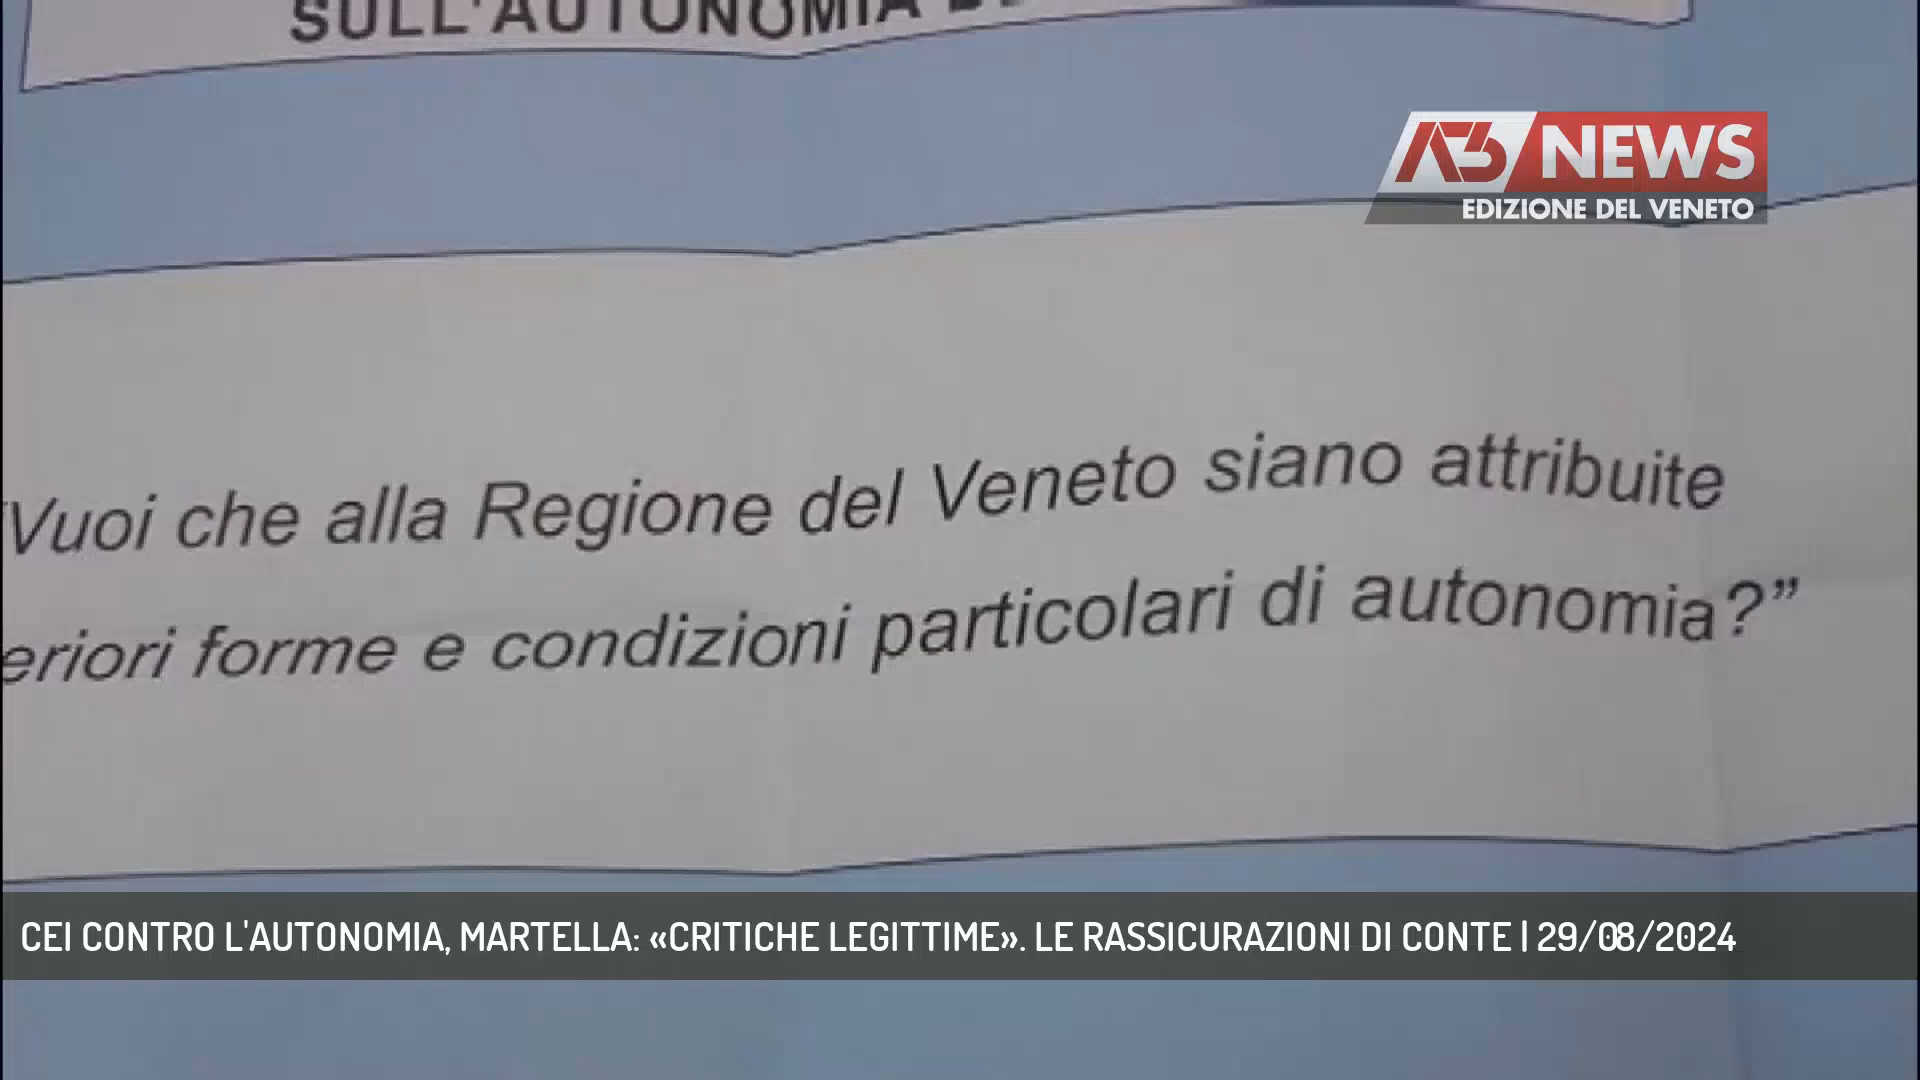 SULL'AUTONOMIA
A3 NEWS
EDIZIONE DEL VENETO
"Vuoi che alla Regione del Veneto siano attribuite
eriori forme e condizioni particolari di autonomia?”
CEI CONTRO L'AUTONOMIA, MARTELLA: «CRITICHE LEGITTIME». LE RASSICURAZIONI DI CONTE | 29/08/2024